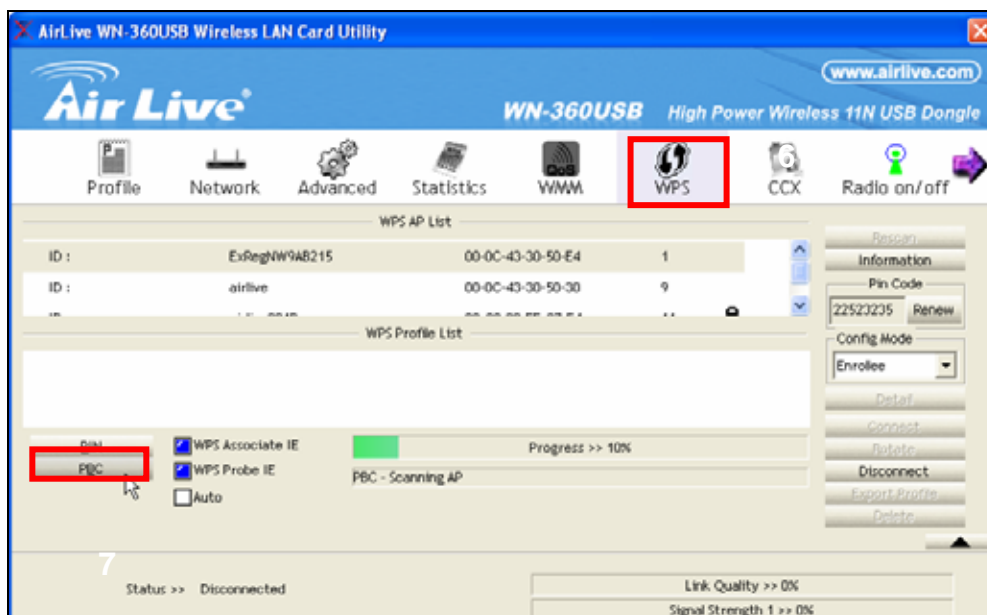 AirLive WN-360USB Wireless LAN Card Utility
www.airlive.com
Air Live®
WN-360USB High Power Wireless 11N USB Dongle
Profile Network Advanced Statistics QoS WMM WPS 6 CCX Radio on/off
WPS AP List
ID : ExRegNW9AB215 00-0C-43-30-50-E4 1
ID : airlive 00-0C-43-30-50-30 9
Rescan
Information
Pin Code
22523235 Renew
WPS Profile List
Config Mode
Enrollee
Detail
Connect
Rotate
Disconnect
Export Profile
Delete
PIN
PBC
WPS Associate IE
WPS Probe IE
Auto
Progress >> 10%
PBC - Scanning AP
7
Status >> Disconnected
Link Quality >> 0%
Signal Strength 1 >> 0%